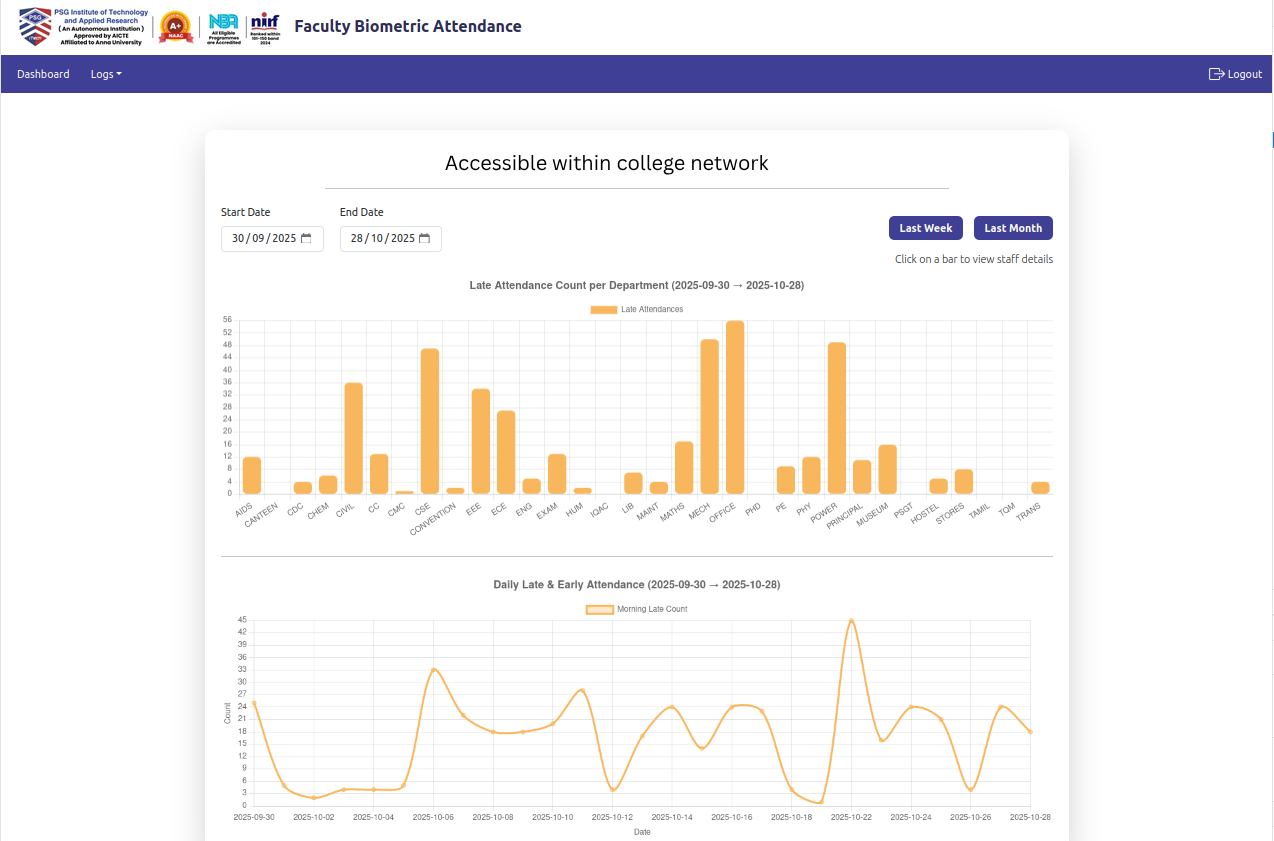 PSG Institute of Technology
and Applied Research
( An Autonomous Institution )
Approved by AICTE
Affiliated to Anna University
PSG
iTech
A+
NAAC
NBA
All Eligible
Programmes
are Accredited
nirf
Ranked within
101-150 band
2024
Faculty Biometric Attendance
Dashboard Logs Logout
Accessible within college network
Start Date End Date
30/09/2025 28/10/2025
Last Week Last Month
Click on a bar to view staff details
Late Attendance Count per Department (2025-09-30 → 2025-10-28)
Late Attendances
56
52
48
44
40
36
32
28
24
20
16
12
8
4
0
AIDS CANTEEN CDC CHEM CIVIL CC CMC CSE CONVENTION EEE ECE ENG EXAM HUM IQAC LIB MAINT MATHS MECH OFFICE PHD PE PHY POWER PRINCIPAL MUSEUM PSGT HOSTEL STORES TAMIL TQM TRANS
Daily Late & Early Attendance (2025-09-30 → 2025-10-28)
Morning Late Count
45
42
39
36
33
30
27
24
21
18
15
12
9
6
3
0
Count
2025-09-30 2025-10-02 2025-10-04 2025-10-06 2025-10-08 2025-10-10 2025-10-12 2025-10-14 2025-10-16 2025-10-18 2025-10-22 2025-10-24 2025-10-26 2025-10-28
Date